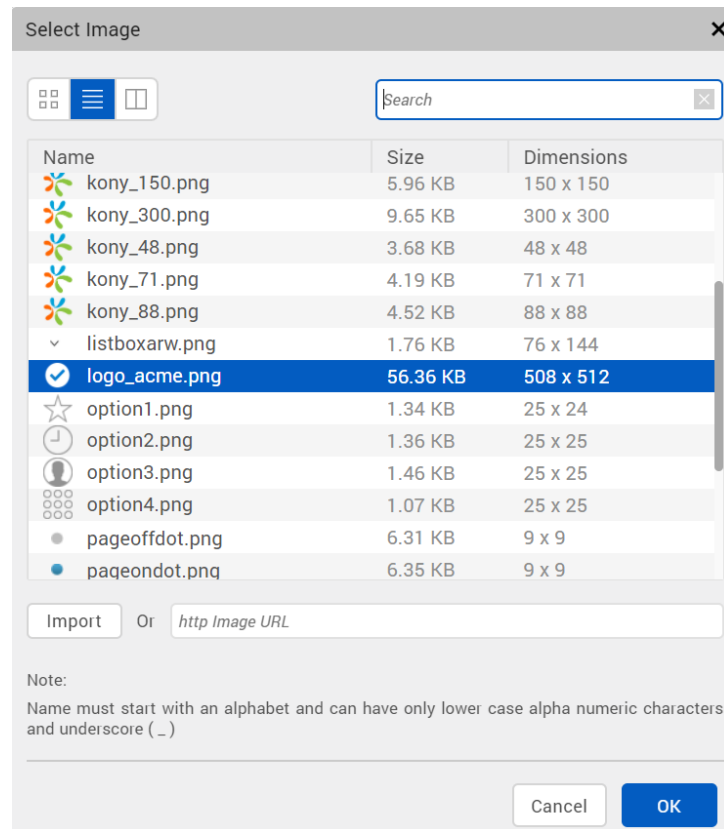 Select Image
Search
Name Size Dimensions
kony_150.png 5.96 KB 150 x 150
kony_300.png 9.65 KB 300 x 300
kony_48.png 3.68 KB 48 x 48
kony_71.png 4.19 KB 71 x 71
kony_88.png 4.52 KB 88 x 88
listboxarw.png 1.76 KB 76 x 144
logo_acme.png 56.36 KB 508 x 512
option1.png 1.34 KB 25 x 24
option2.png 1.36 KB 25 x 25
option3.png 1.46 KB 25 x 25
option4.png 1.07 KB 25 x 25
pageoffdot.png 6.31 KB 9 x 9
pageondot.png 6.35 KB 9 x 9
Import Or http Image URL
Note:
Name must start with an alphabet and can have only lower case alpha numeric characters
and underscore ( _ )
Cancel OK